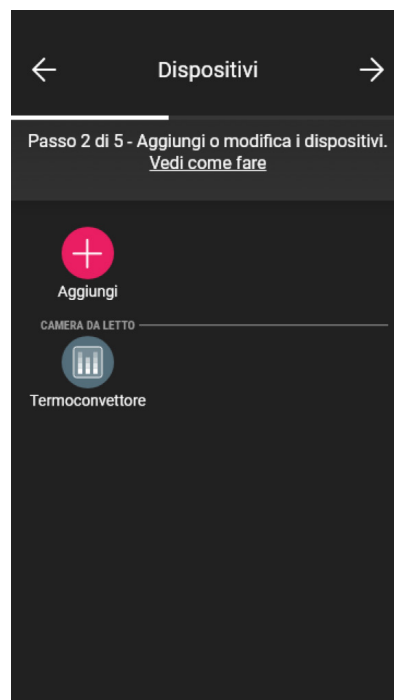 Dispositivi
Passo 2 di 5 - Aggiungi o modifica i dispositivi.
Vedi come fare
Aggiungi
CAMERA DA LETTO
Termoconvettore